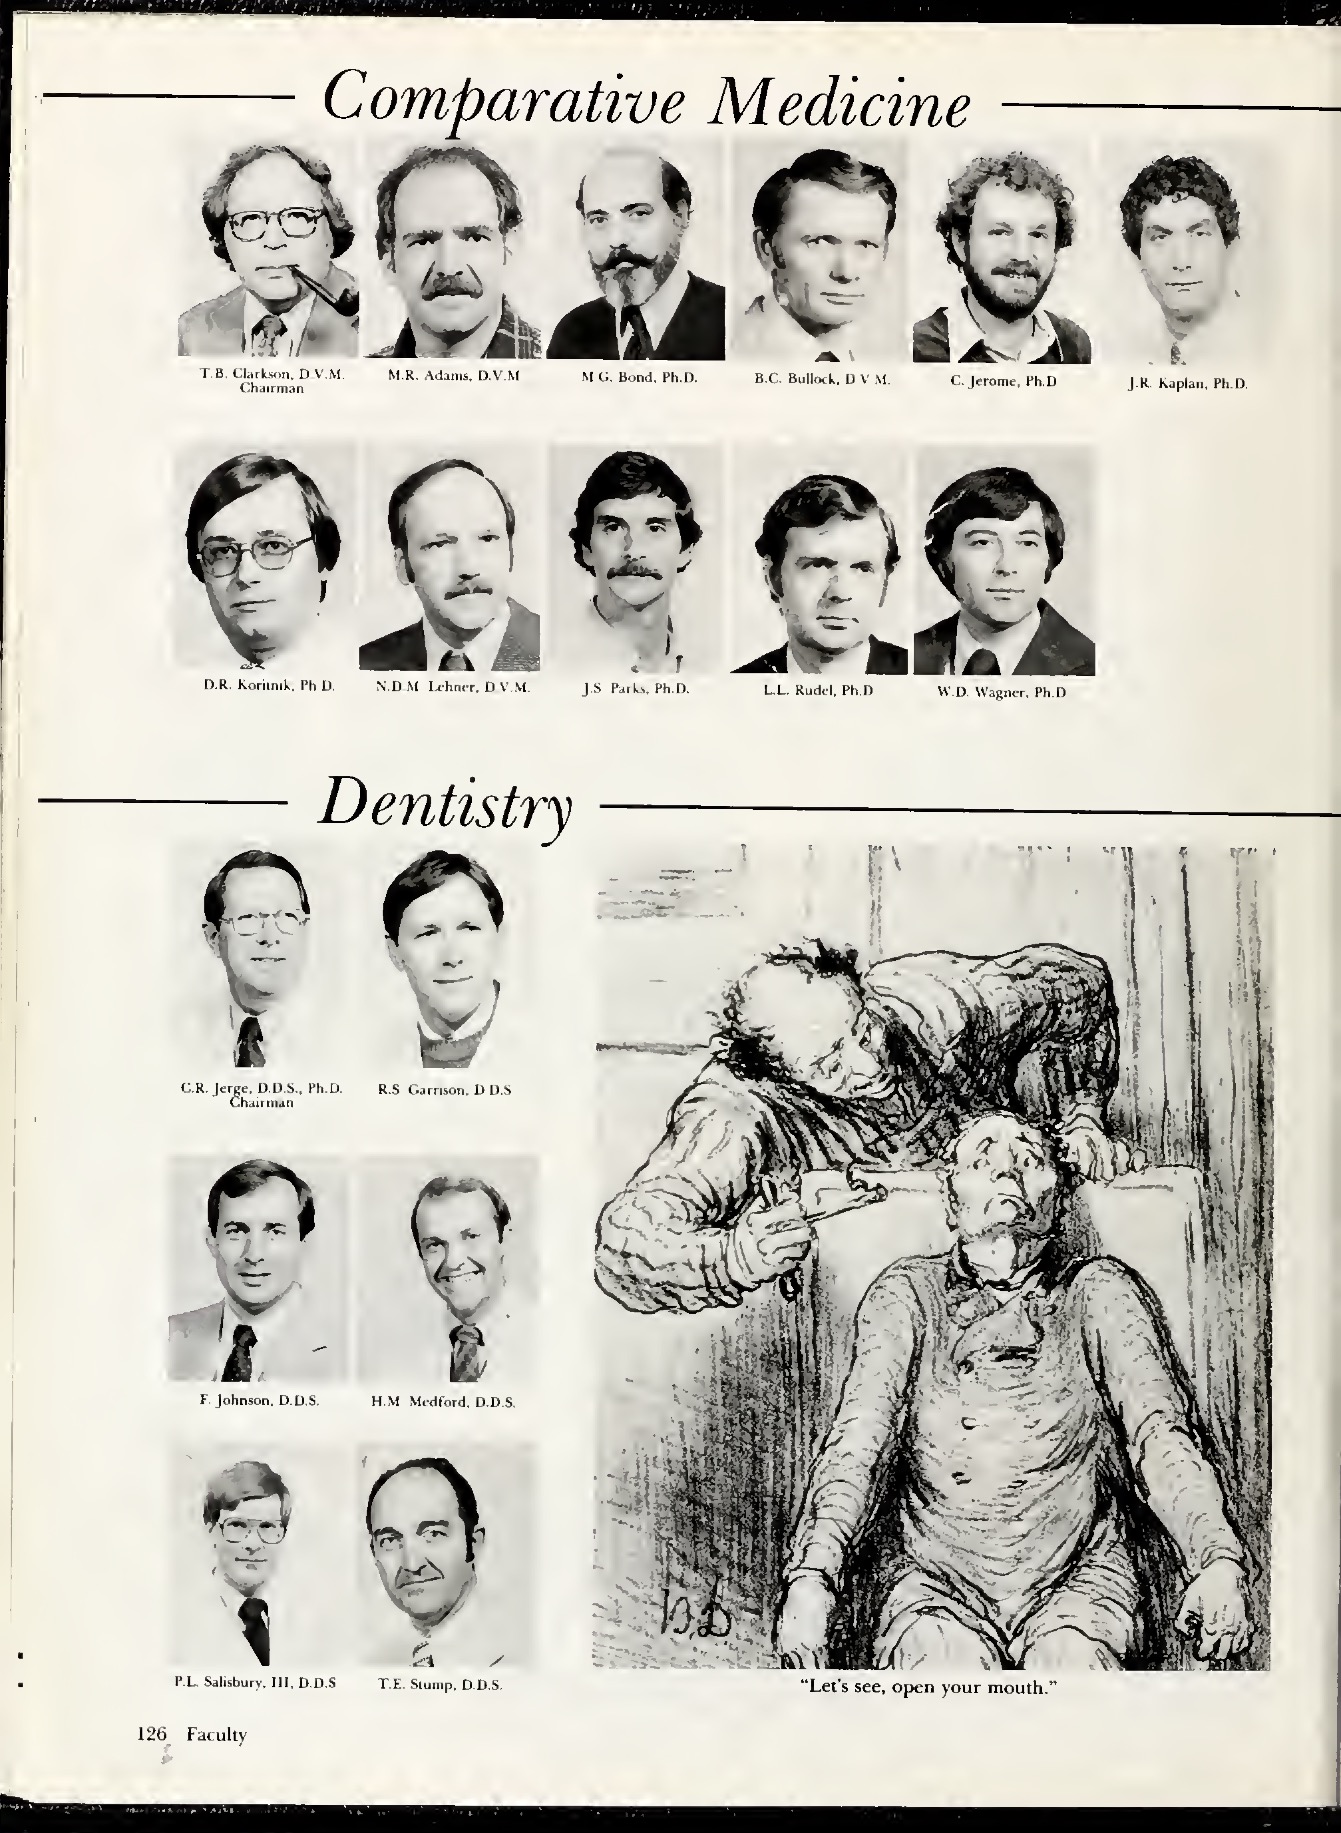 Comparative Medicine
T.B. Clarkson, D.V.M.
Chairman
M.R. Adams, D.V.M
M.G. Bond, Ph.D.
B.C. Bullock, D V M.
C. Jerome, Ph.D
J.R. Kaplan, Ph.D.
D.R. Koritnik, Ph D.
N.D.M Lehner, D.V.M.
J.S Parks, Ph.D.
L.L. Rudel, Ph.D
W.D. Wagner, Ph.D
Dentistry
C.R. Jerge, D.D.S., Ph.D.
Chairman
R.S Garrison, D D.S
F. Johnson, D.D.S.
H.M Medford, D.D.S.
P.L. Salisbury, III, D.D.S
T.E. Stump, D.D.S.
"Let's see, open your mouth."
126 Faculty